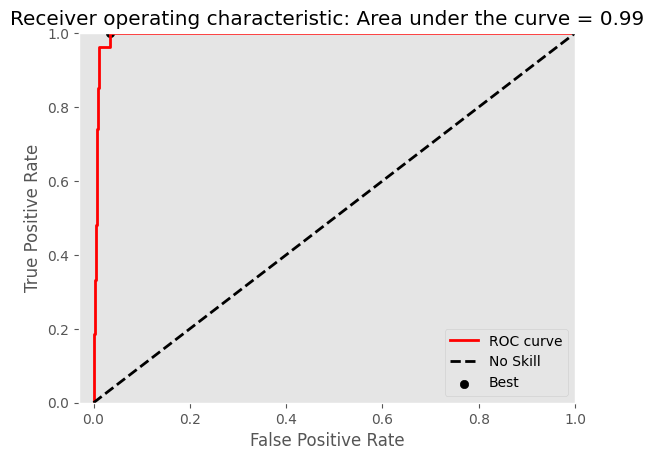 Receiver operating characteristic: Area under the curve = 0.99
1.0
0.8
0.6
0.4
0.2
0.0
True Positive Rate
ROC curve
No Skill
Best
0.0 0.2 0.4 0.6 0.8 1.0
False Positive Rate